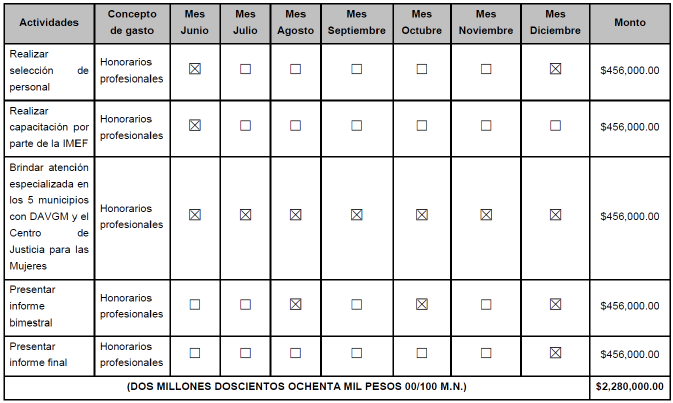 Actividades Concepto de gasto Mes Junio Mes Julio Mes Agosto Mes Septiembre Mes Octubre Mes Noviembre Mes Diciembre Monto
Realizar selección de personal Honorarios profesionales ☒ ☐ ☐ ☐ ☐ ☐ ☒ $456,000.00
Realizar capacitación por parte de la IMEF Honorarios profesionales ☒ ☐ ☐ ☐ ☐ ☐ ☐ $456,000.00
Brindar atención especializada en los 5 municipios con DAVGM y el Centro de Justicia para las Mujeres Honorarios profesionales ☒ ☒ ☒ ☒ ☒ ☒ ☒ $456,000.00
Presentar informe bimestral Honorarios profesionales ☐ ☐ ☒ ☐ ☒ ☐ ☒ $456,000.00
Presentar informe final Honorarios profesionales ☐ ☐ ☐ ☐ ☐ ☐ ☒ $456,000.00
(DOS MILLONES DOSCIENTOS OCHENTA MIL PESOS 00/100 M.N.) $2,280,000.00